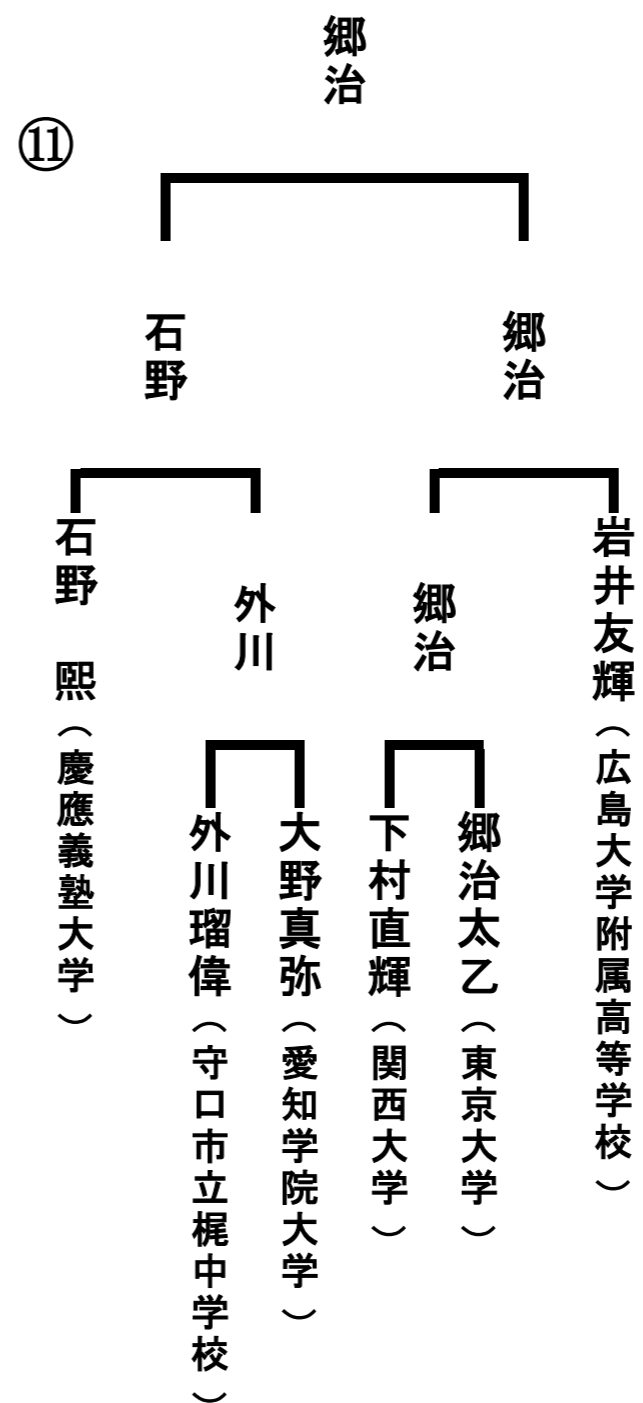 郷治
⑪
石野
郷治
石野　熙（慶應義塾大学）
外川
郷治
岩井友輝（広島大学附属高等学校）
外川瑠偉（守口市立梶中学校）
大野真弥（愛知学院大学）
下村直輝（関西大学）
郷治太乙（東京大学）